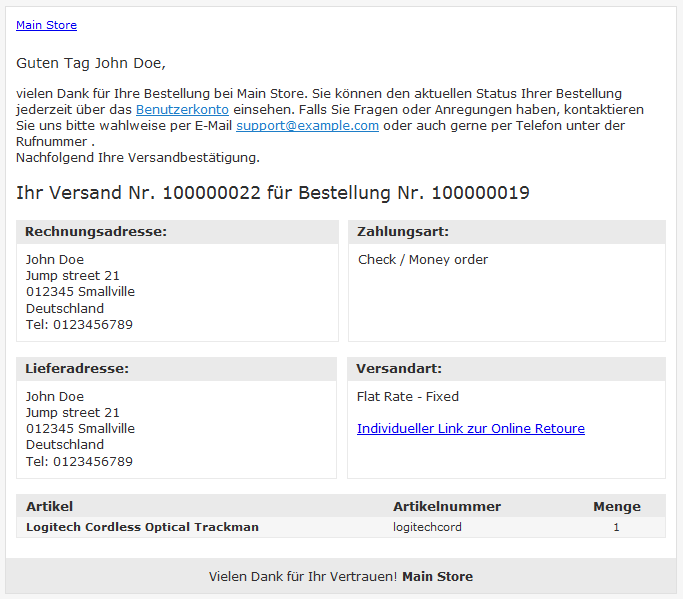 Main Store
Guten Tag John Doe,
vielen Dank für Ihre Bestellung bei Main Store. Sie können den aktuellen Status Ihrer Bestellung
jederzeit über das Benutzerkonto einsehen. Falls Sie Fragen oder Anregungen haben, kontaktieren
Sie uns bitte wahlweise per E-Mail support@example.com oder auch gerne per Telefon unter der
Rufnummer .
Nachfolgend Ihre Versandbestätigung.
Ihr Versand Nr. 100000022 für Bestellung Nr. 100000019
Rechnungsadresse:
John Doe
Jump street 21
012345 Smallville
Deutschland
Tel: 0123456789
Zahlungsart:
Check / Money order
Lieferadresse:
John Doe
Jump street 21
012345 Smallville
Deutschland
Tel: 0123456789
Versandart:
Flat Rate - Fixed
Individueller Link zur Online Retoure
Artikel Artikelnummer Menge
Logitech Cordless Optical Trackman logitechcord 1
Vielen Dank für Ihr Vertrauen! Main Store